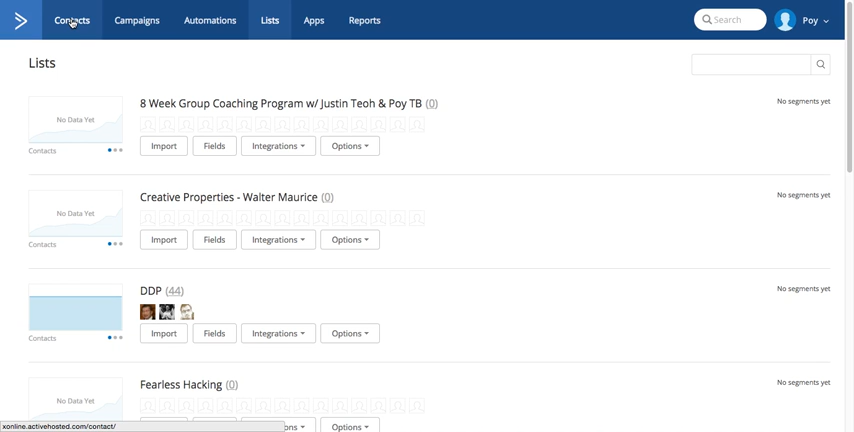 Contacts Campaigns Automations Lists Apps Reports Search Poy
Lists
No Data Yet
Contacts
8 Week Group Coaching Program w/ Justin Teoh & Poy TB (0)
Import Fields Integrations Options
No segments yet
No Data Yet
Contacts
Creative Properties - Walter Maurice (0)
Import Fields Integrations Options
No segments yet
Contacts
DDP (44)
Import Fields Integrations Options
No segments yet
No Data Yet
Fearless Hacking (0)
Import Fields ons Options
No segments yet
xonline.activehosted.com/contact/